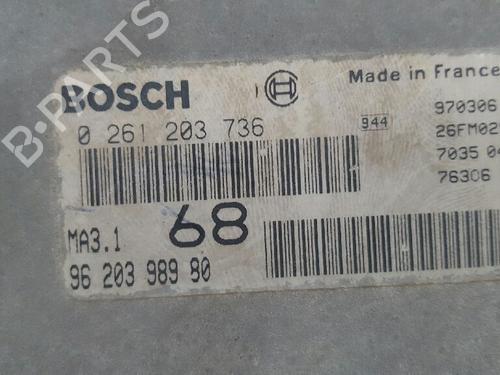 B-PARTS
BOSCH
Made in France
0 261 203 736
944
970306
26FM02
7035 04
76306
MA3.1
68
96 203 989 80